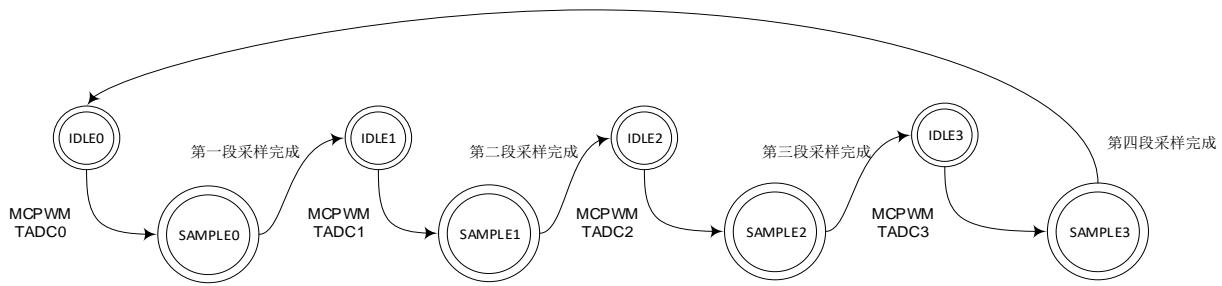 IDLE0
IDLE1
IDLE2
IDLE3
第一段采样完成
第二段采样完成
第三段采样完成
第四段采样完成
MCPWM
TADC0
SAMPLE0
MCPWM
TADC1
SAMPLE1
MCPWM
TADC2
SAMPLE2
MCPWM
TADC3
SAMPLE3